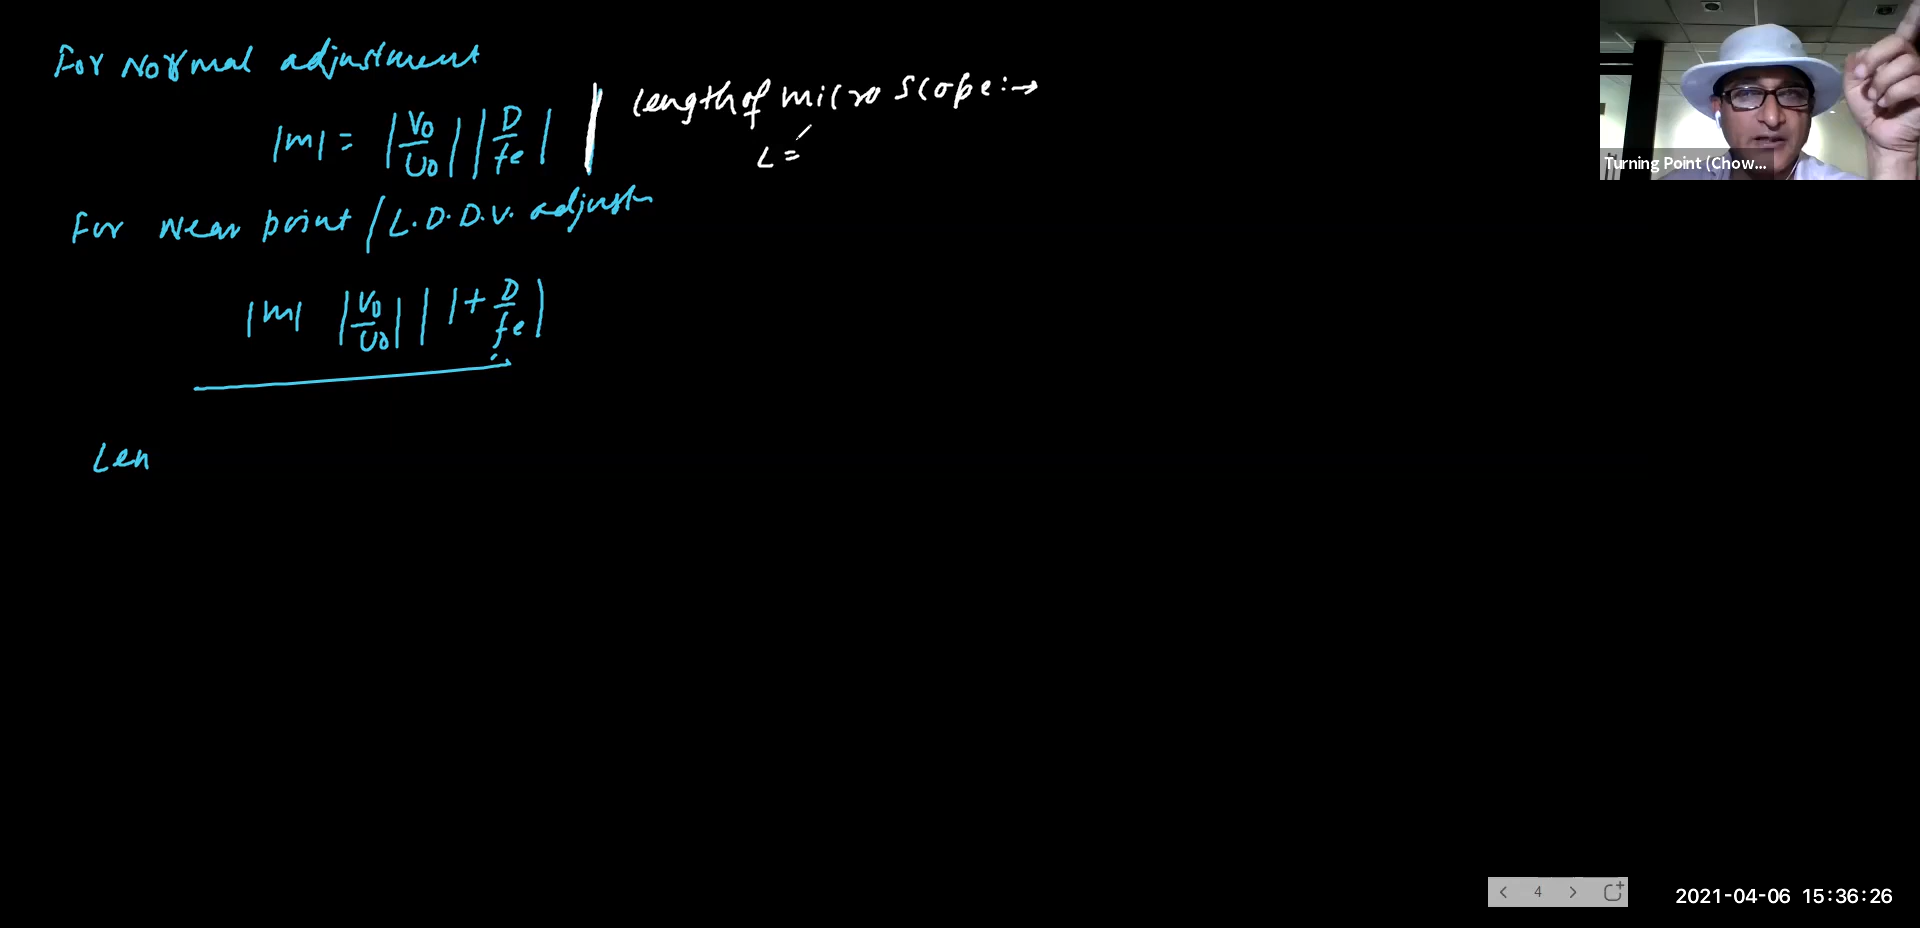 For Normal adjustment
|m| = |V₀/U₀| |D/fe|
For Near point / L.D.D.V. adjustm
|m| |V₀/U₀| |1 + D/fe|
Len
Length of microscope:→
L =
Turning Point (Chow...
4
2021-04-06 15:36:26